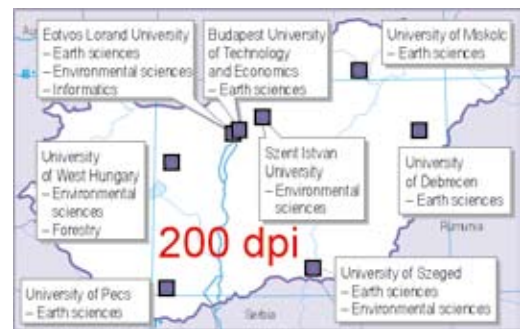 Eotvos Lorand University
– Earth sciences
– Environmental sciences
– Informatics
Budapest University
of Technology
and Economics
– Earth sciences
University of Miskolc
– Earth sciences
University
of West Hungary
– Environmental
sciences
– Forestry
Szent Istvan
University
– Environmental
sciences
University
of Debrecen
– Earth sciences
200 dpi
University of Pecs
– Earth sciences
University of Szeged
– Earth sciences
– Environmental sciences
Serbia